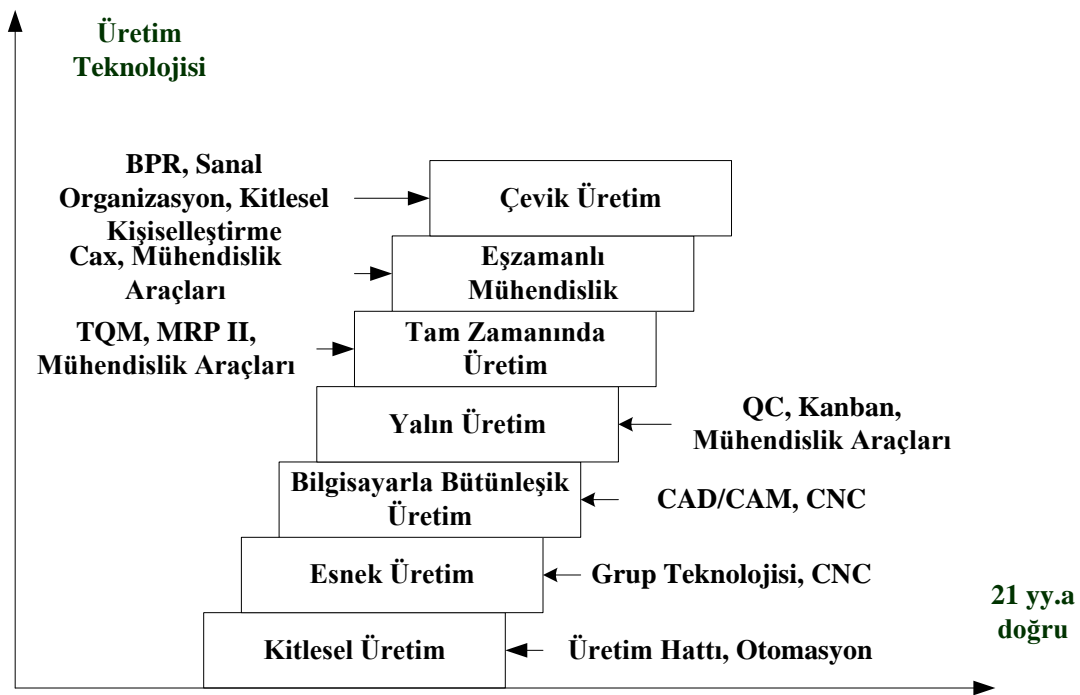 Üretim
Teknolojisi
BPR, Sanal
Organizasyon, Kitlesel
Kişiselleştirme
Çevik Üretim
Cax, Mühendislik
Araçları
Eşzamanlı
Mühendislik
TQM, MRP II,
Mühendislik Araçları
Tam Zamanında
Üretim
Yalın Üretim
QC, Kanban,
Mühendislik Araçları
Bilgisayarla Bütünleşik
Üretim
CAD/CAM, CNC
Esnek Üretim
Grup Teknolojisi, CNC
Kitlesel Üretim
Üretim Hattı, Otomasyon
21 yy.a
doğru